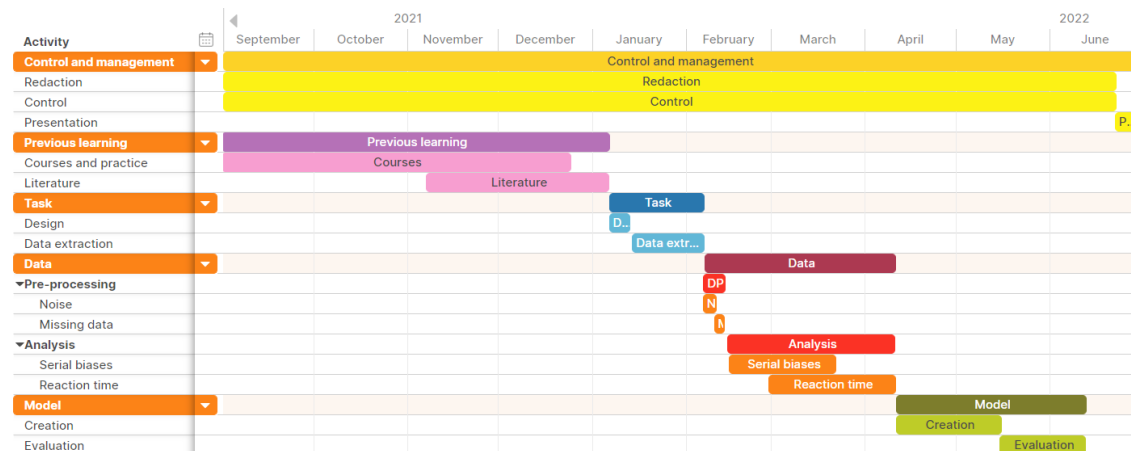 2021 2022
Activity September October November December January February March April May June
Control and management Control and management
Redaction Redaction
Control Control
Presentation P...
Previous learning Previous learning
Courses and practice Courses
Literature Literature
Task Task
Design D...
Data extraction Data extr...
Data Data
Pre-processing DP
Noise N
Missing data M
Analysis Analysis
Serial biases Serial biases
Reaction time Reaction time
Model Model
Creation Creation
Evaluation Evaluation